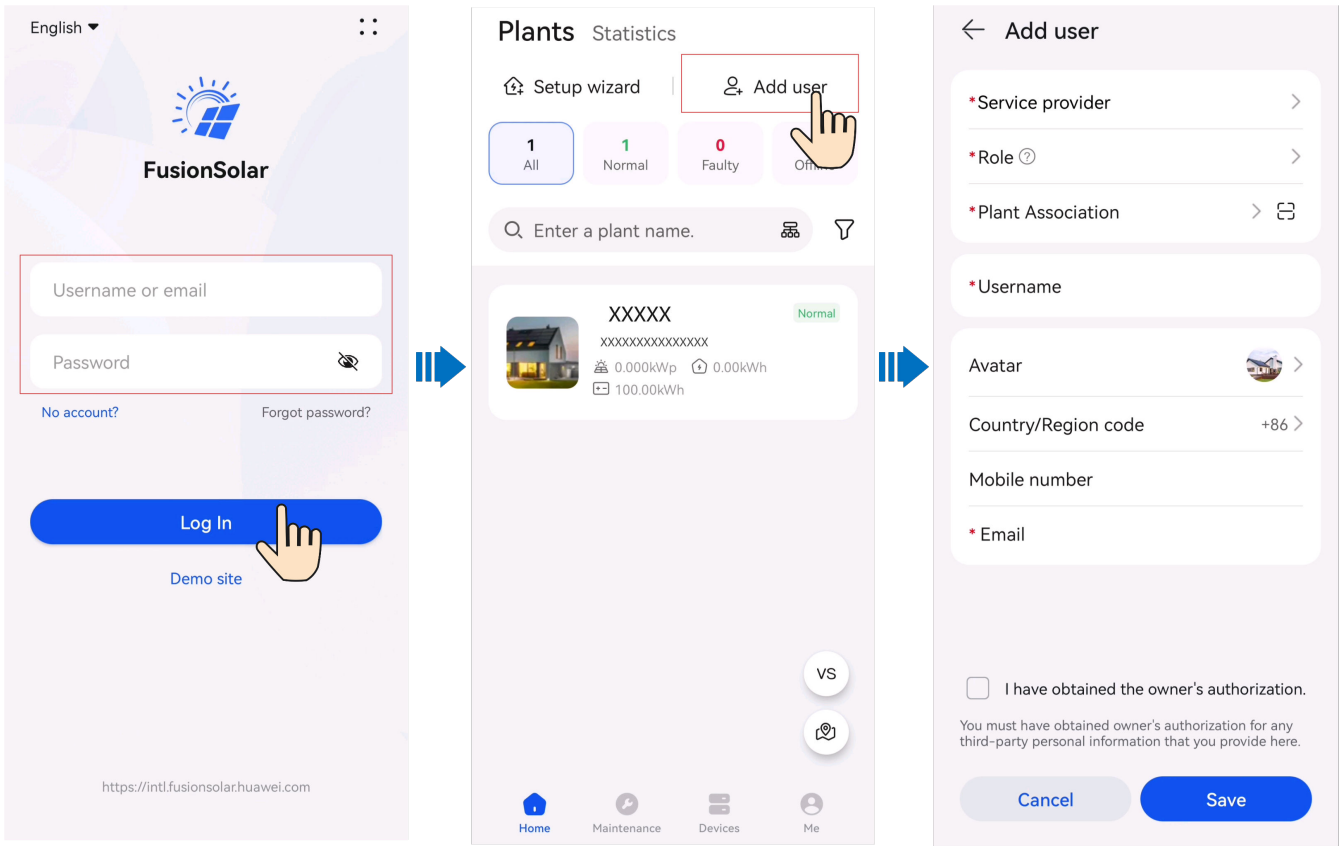 English
FusionSolar
Username or email
Password
No account?
Forgot password?
Log In
Demo site
https://intl.fusionsolar.huawei.com
Plants
Statistics
Setup wizard
Add user
1
All
1
Normal
0
Faulty
Enter a plant name.
XXXXX
Normal
xxxxxxxxxxxxxxx
0.000kWp
0.00kWh
100.00kWh
VS
Home
Maintenance
Devices
Me
Add user
*Service provider
*Role ?
*Plant Association
*Username
Avatar
Country/Region code
+86
Mobile number
* Email
I have obtained the owner's authorization.
You must have obtained owner's authorization for any
third-party personal information that you provide here.
Cancel
Save